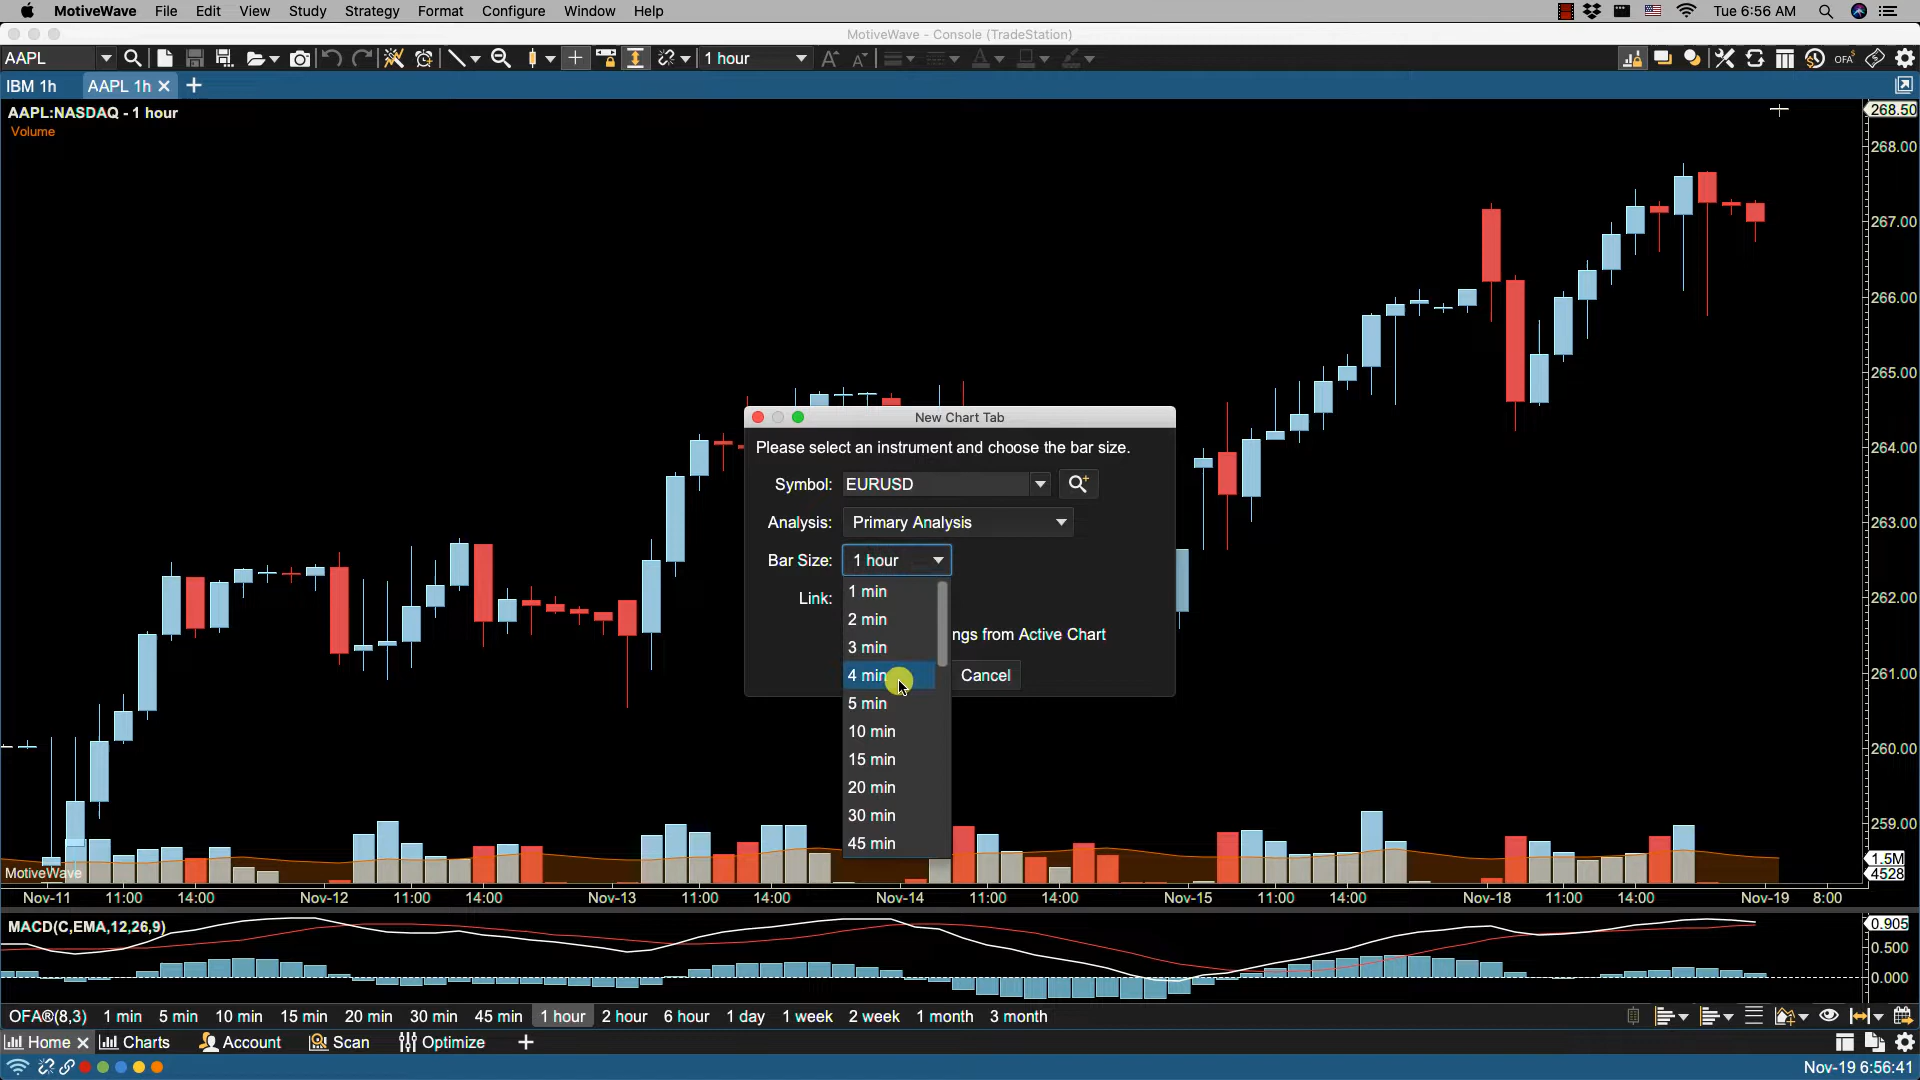 MotiveWave File Edit View Study Strategy Format Configure Window Help Tue 6:56 AM
MotiveWave - Console (TradeStation)
AAPL 1 hour OFA
IBM 1h AAPL 1h
AAPL:NASDAQ - 1 hour
Volume
268.50
268.00
267.00
266.00
265.00
264.00
263.00
262.00
261.00
260.00
259.00
1.5M
4528
New Chart Tab
Please select an instrument and choose the bar size.
Symbol: EURUSD
Analysis: Primary Analysis
Bar Size: 1 hour
Link:
ngs from Active Chart
Cancel
1 min
2 min
3 min
4 min
5 min
10 min
15 min
20 min
30 min
45 min
MotiveWave
Nov-11 11:00 14:00 Nov-12 11:00 14:00 Nov-13 11:00 14:00 Nov-14 11:00 14:00 Nov-15 11:00 14:00 Nov-18 11:00 14:00 Nov-19 8:00
MACD(C,EMA,12,26,9)
0.905
0.500
0.000
OFA®(8,3) 1 min 5 min 10 min 15 min 20 min 30 min 45 min 1 hour 2 hour 6 hour 1 day 1 week 2 week 1 month 3 month
Home Charts Account Scan Optimize
Nov-19 6:56:41